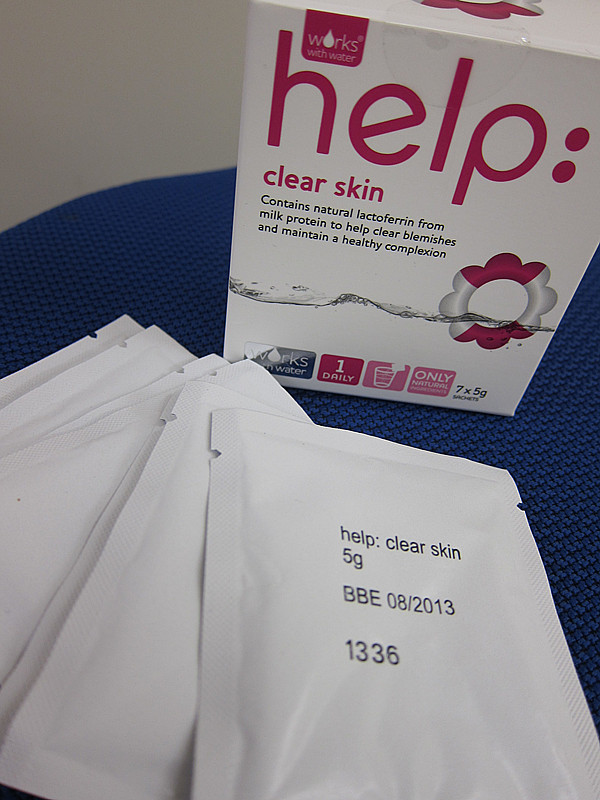 works
with water
help:
clear skin
Contains natural lactoferrin from
milk protein to help clear blemishes
and maintain a healthy complexion
works
with water
1
DAILY
ONLY
NATURAL
INGREDIENTS
7 x 5g
SACHETS
help: clear skin
5g
BBE 08/2013
1336